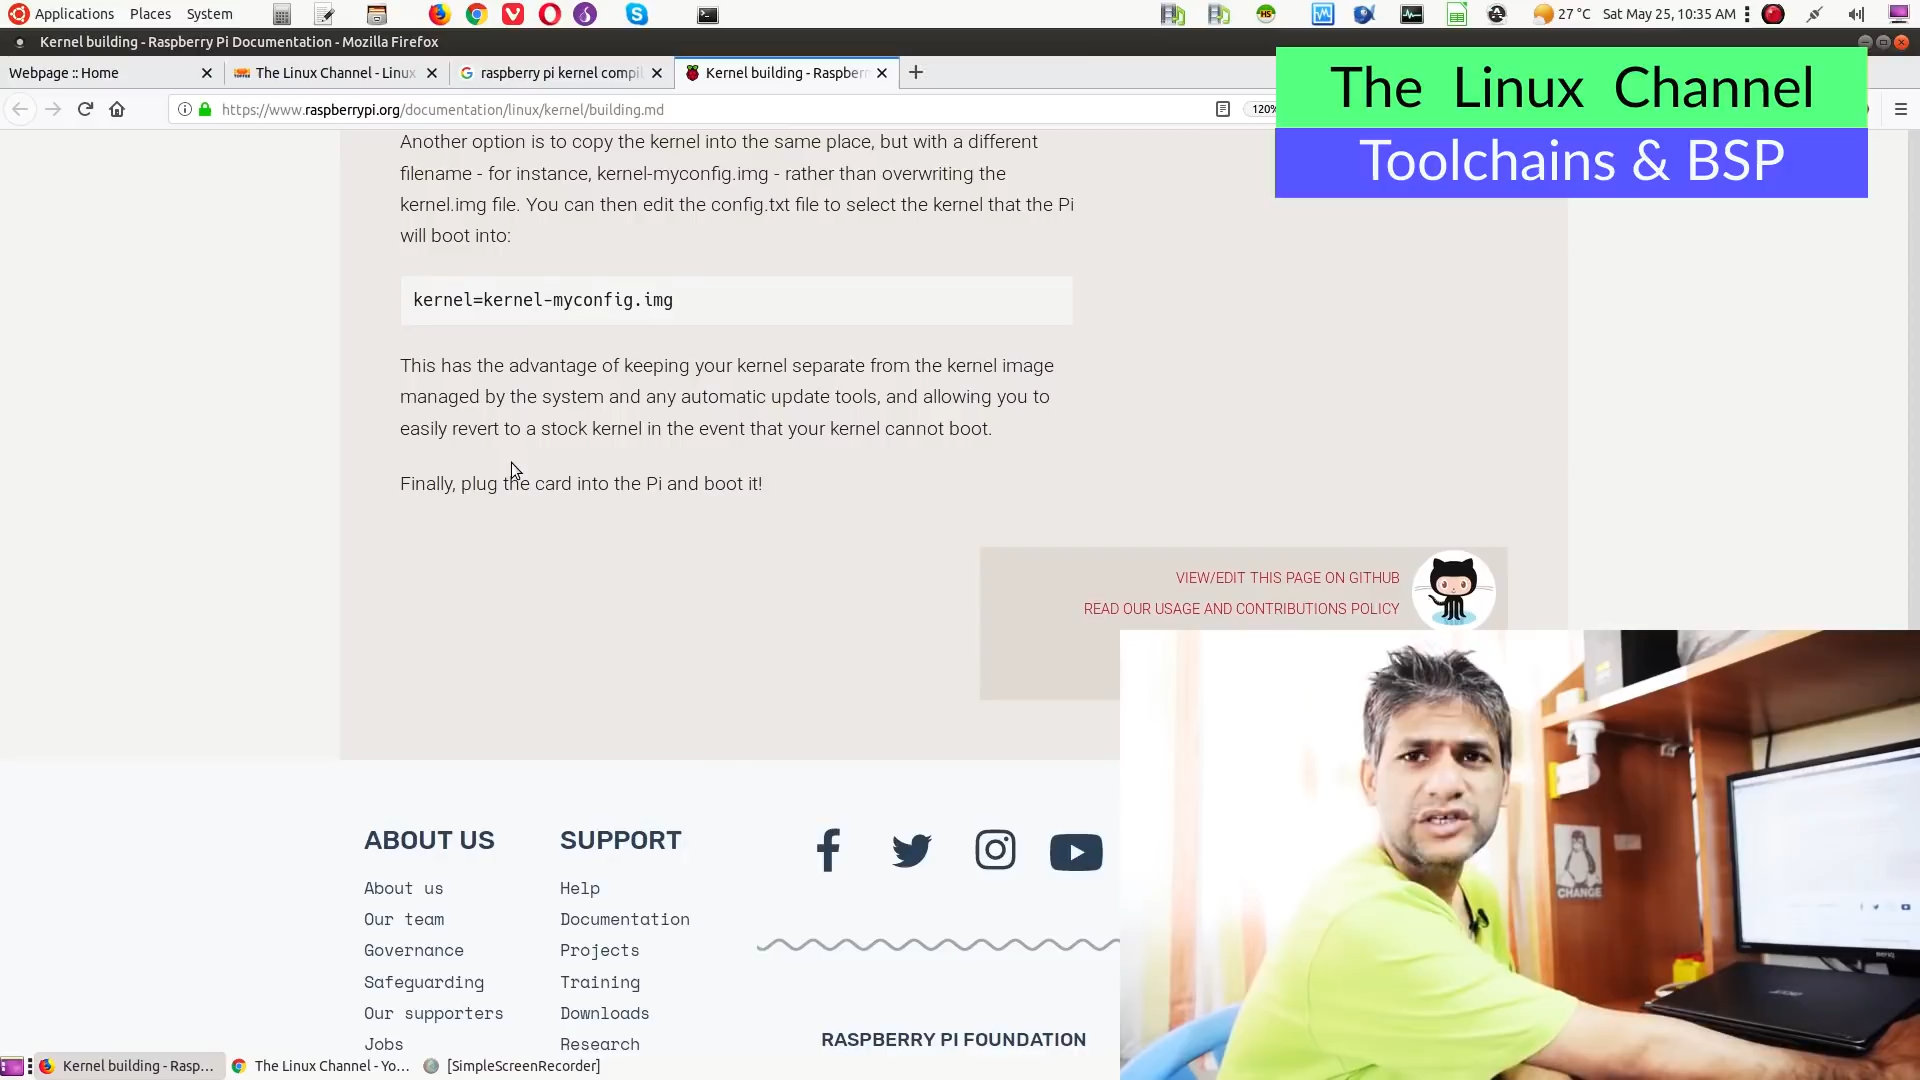 Applications Places System
27 °C Sat May 25, 10:35 AM
Kernel building - Raspberry Pi Documentation - Mozilla Firefox
Webpage :: Home
The Linux Channel - Linux
raspberry pi kernel compil
Kernel building - Raspberr
https://www.raspberrypi.org/documentation/linux/kernel/building.md
120%
The Linux Channel
Toolchains & BSP
Another option is to copy the kernel into the same place, but with a different
filename - for instance, kernel-myconfig.img - rather than overwriting the
kernel.img file. You can then edit the config.txt file to select the kernel that the Pi
will boot into:
kernel=kernel-myconfig.img
This has the advantage of keeping your kernel separate from the kernel image
managed by the system and any automatic update tools, and allowing you to
easily revert to a stock kernel in the event that your kernel cannot boot.
Finally, plug the card into the Pi and boot it!
VIEW/EDIT THIS PAGE ON GITHUB
READ OUR USAGE AND CONTRIBUTIONS POLICY
ABOUT US
About us
Our team
Governance
Safeguarding
Our supporters
Jobs
SUPPORT
Help
Documentation
Projects
Training
Downloads
Research
RASPBERRY PI FOUNDATION
CHANGE
BenQ
acer
Kernel building - Rasp...
The Linux Channel - Yo...
[SimpleScreenRecorder]